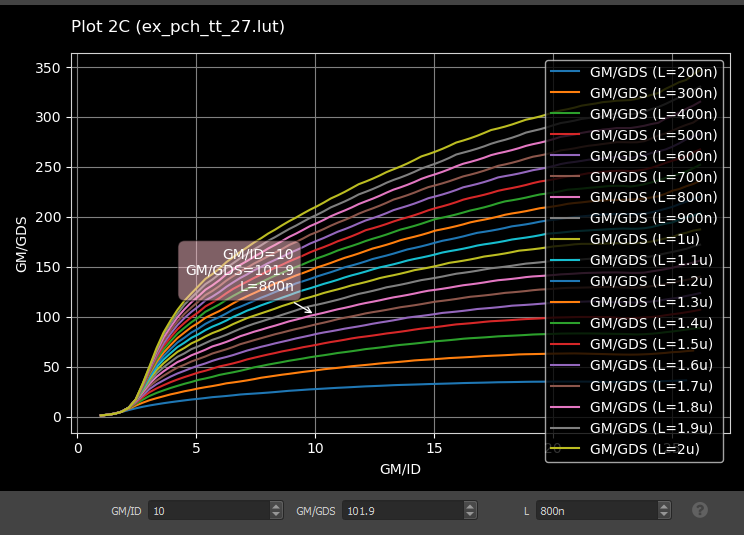 Plot 2C (ex_pch_tt_27.lut)
350
300
250
200
150
100
50
0
GM/GDS
GM/ID=10
GM/GDS=101.9
L=800n
GM/GDS (L=200n)
GM/GDS (L=300n)
GM/GDS (L=400n)
GM/GDS (L=500n)
GM/GDS (L=600n)
GM/GDS (L=700n)
GM/GDS (L=800n)
GM/GDS (L=900n)
GM/GDS (L=1u)
GM/GDS (L=1.1u)
GM/GDS (L=1.2u)
GM/GDS (L=1.3u)
GM/GDS (L=1.4u)
GM/GDS (L=1.5u)
GM/GDS (L=1.6u)
GM/GDS (L=1.7u)
GM/GDS (L=1.8u)
GM/GDS (L=1.9u)
GM/GDS (L=2u)
0 5 10 15 20
GM/ID
GM/ID 10 GM/GDS 101.9 L 800n ?